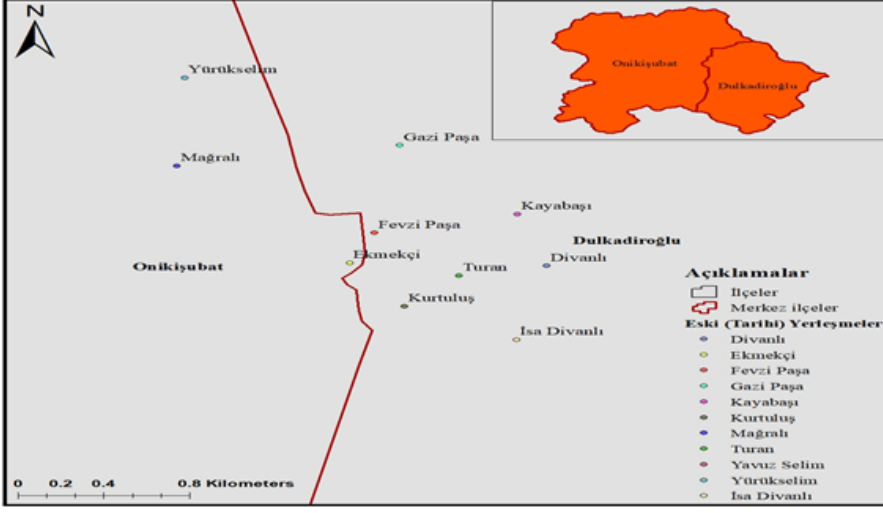 N
Yürükselim
Onikişubat
Dulkadiroğlu
Gazi Paşa
Mağralı
Kayabaşı
Fevzi Paşa
Dulkadiroğlu
Onikişubat
Ekmekçi
Divanlı
Turan
Kurtuluş
İsa Divanlı
Açıklamalar
İlçeler
Merkez ilçeler
Eski (Tarihi) Yerleşmeler
Divanlı
Ekmekçi
Fevzi Paşa
Gazi Paşa
Kayabaşı
Kurtuluş
Mağralı
Turan
Yavuz Selim
Yürükselim
İsa Divanlı
0 0.2 0.4 0.8 Kilometers